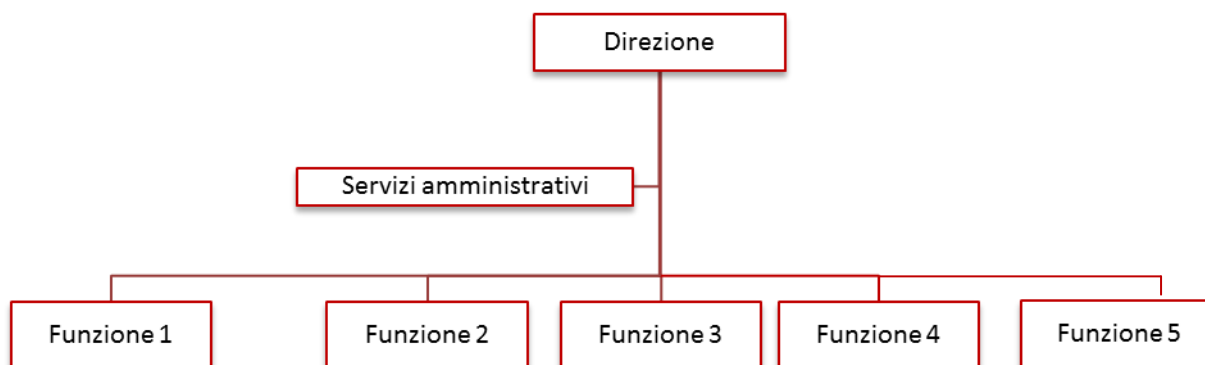 Direzione
Servizi amministrativi
Funzione 1
Funzione 2
Funzione 3
Funzione 4
Funzione 5